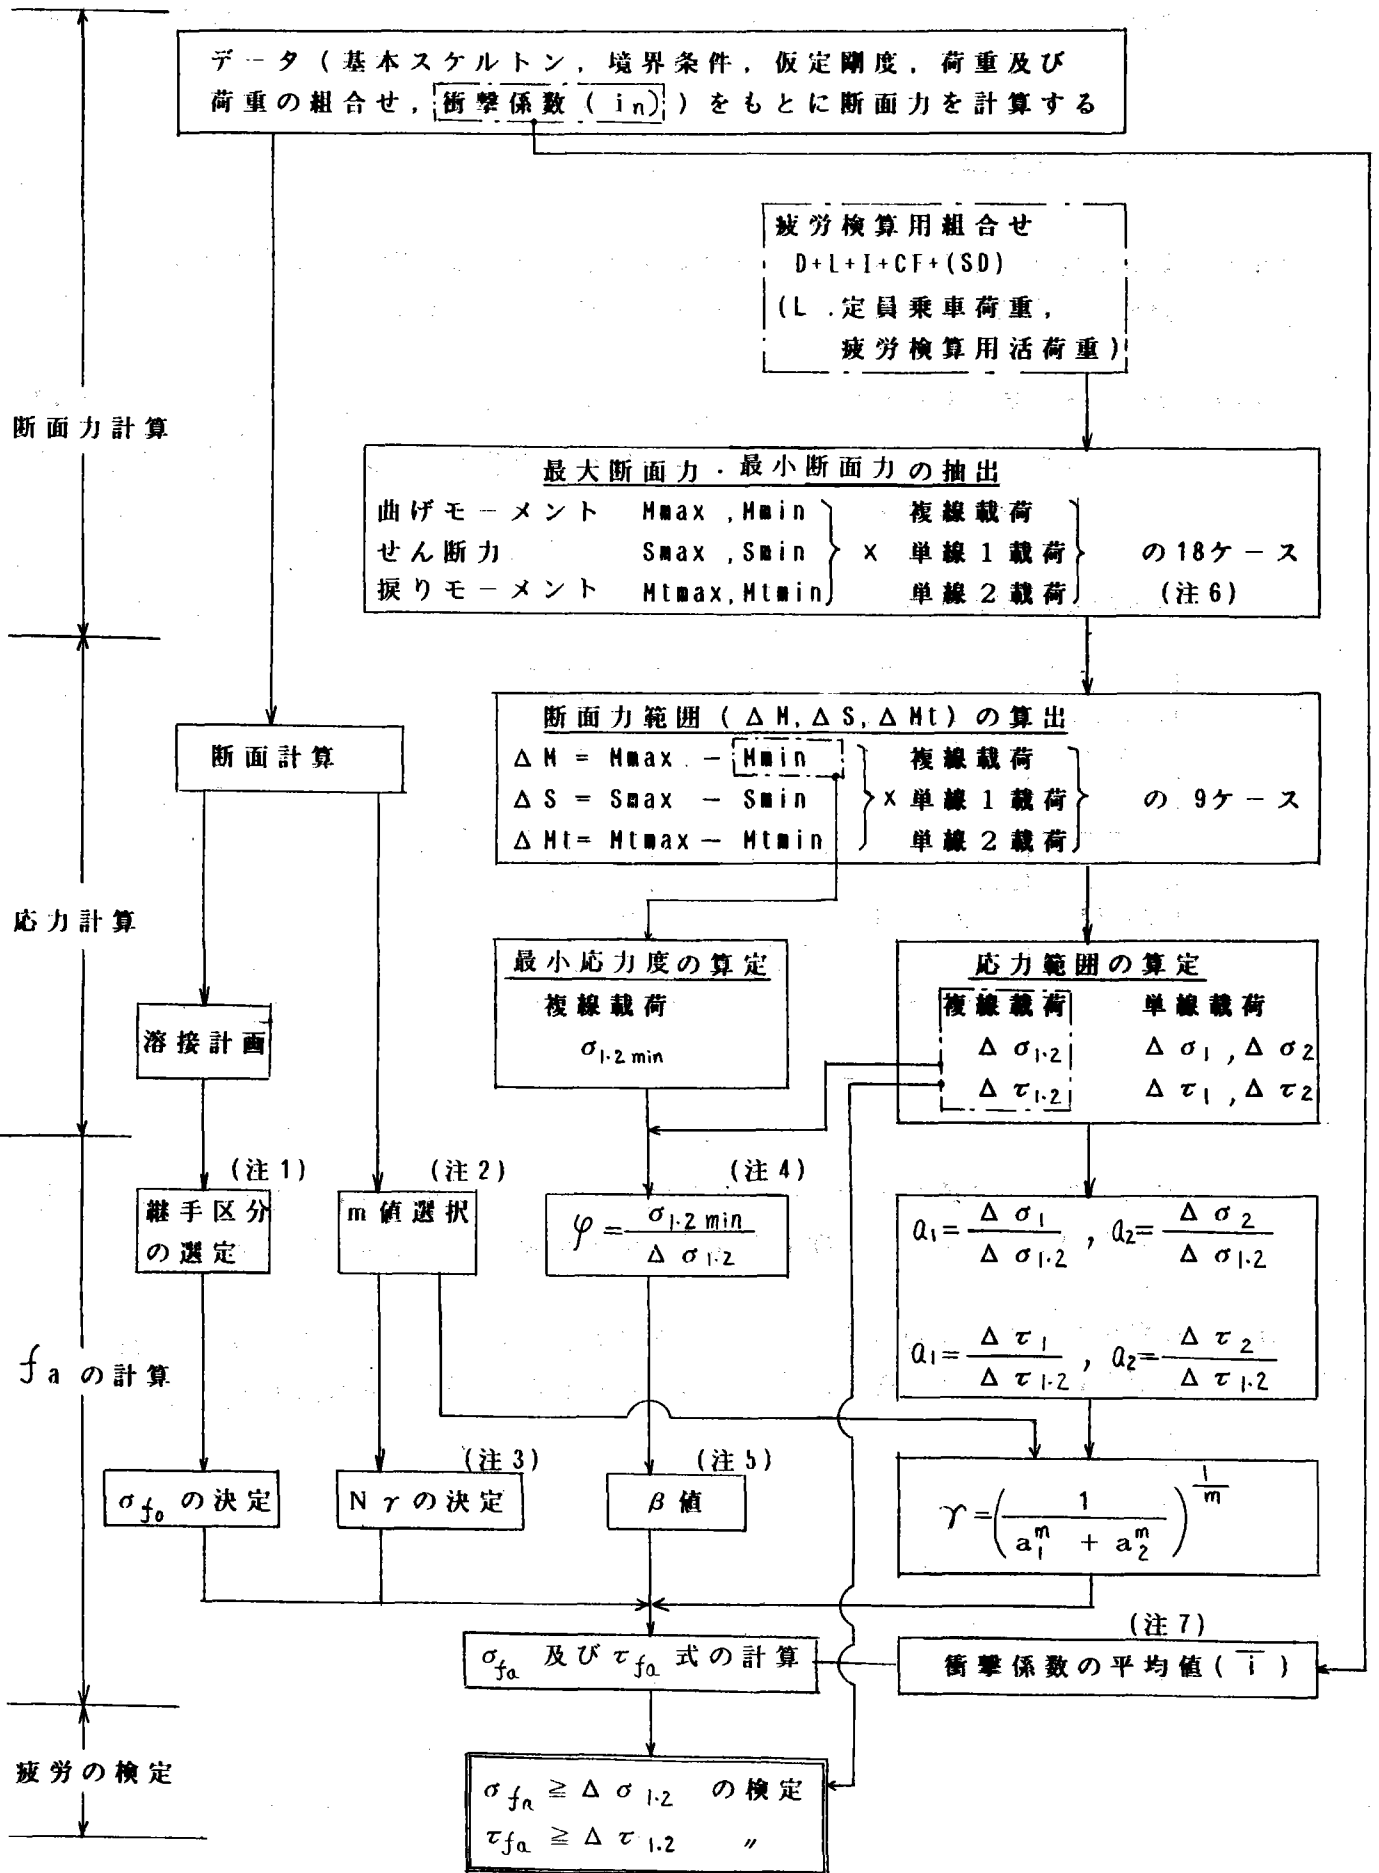 データ(基本スケルトン,境界条件,仮定剛度,荷重及び
荷重の組合せ,衝撃係数(in))をもとに断面力を計算する
疲労検算用組合せ
D+L+I+CF+(SD)
(L.定員乗車荷重,
疲労検算用活荷重)
断面力計算
最大断面力・最小断面力の抽出
曲げモーメント Mmax ,Mmin 複線載荷
せん断力 Smax ,Smin × 単線1載荷 の18ケース
捩りモーメント Mtmax,Mtmin 単線2載荷 (注6)
断面力範囲(ΔM,ΔS,ΔMt)の算出
ΔM = Mmax - Mmin 複線載荷
ΔS = Smax - Smin × 単線1載荷 の 9ケース
ΔMt= Mtmax - Mtmin 単線2載荷
断面計算
応力計算
最小応力度の算定
複線載荷
σ1·2 min
応力範囲の算定
複線載荷 単線載荷
Δσ1·2 Δσ1 ,Δσ2
Δτ1·2 Δτ1 ,Δτ2
溶接計画
(注1)
継手区分
の選定
(注2)
m値選択
(注4)
φ = σ1·2 min / Δσ1·2
a1 = Δσ1 / Δσ1·2 , a2 = Δσ2 / Δσ1·2
a1 = Δτ1 / Δτ1·2 , a2 = Δτ2 / Δτ1·2
fa の計算
σfo の決定
(注3)
Nγの決定
(注5)
β値
γ = (1 / (a1^m + a2^m))^(1/m)
σfa 及び τfa 式の計算
(注7)
衝撃係数の平均値( i̅ )
疲労の検定
σfa ≧ Δσ1·2 の検定
τfa ≧ Δτ1·2 〃